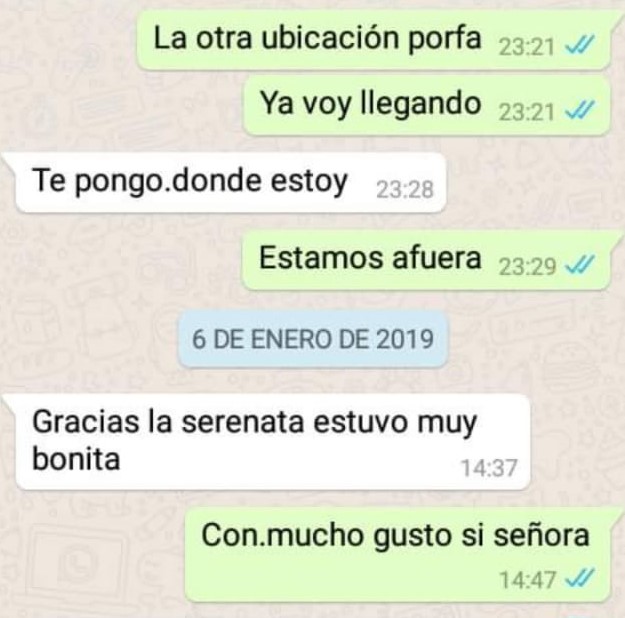 La otra ubicación porfa 23:21
Ya voy llegando 23:21
Te pongo.donde estoy 23:28
Estamos afuera 23:29
6 DE ENERO DE 2019
Gracias la serenata estuvo muy
bonita 14:37
Con.mucho gusto si señora
14:47